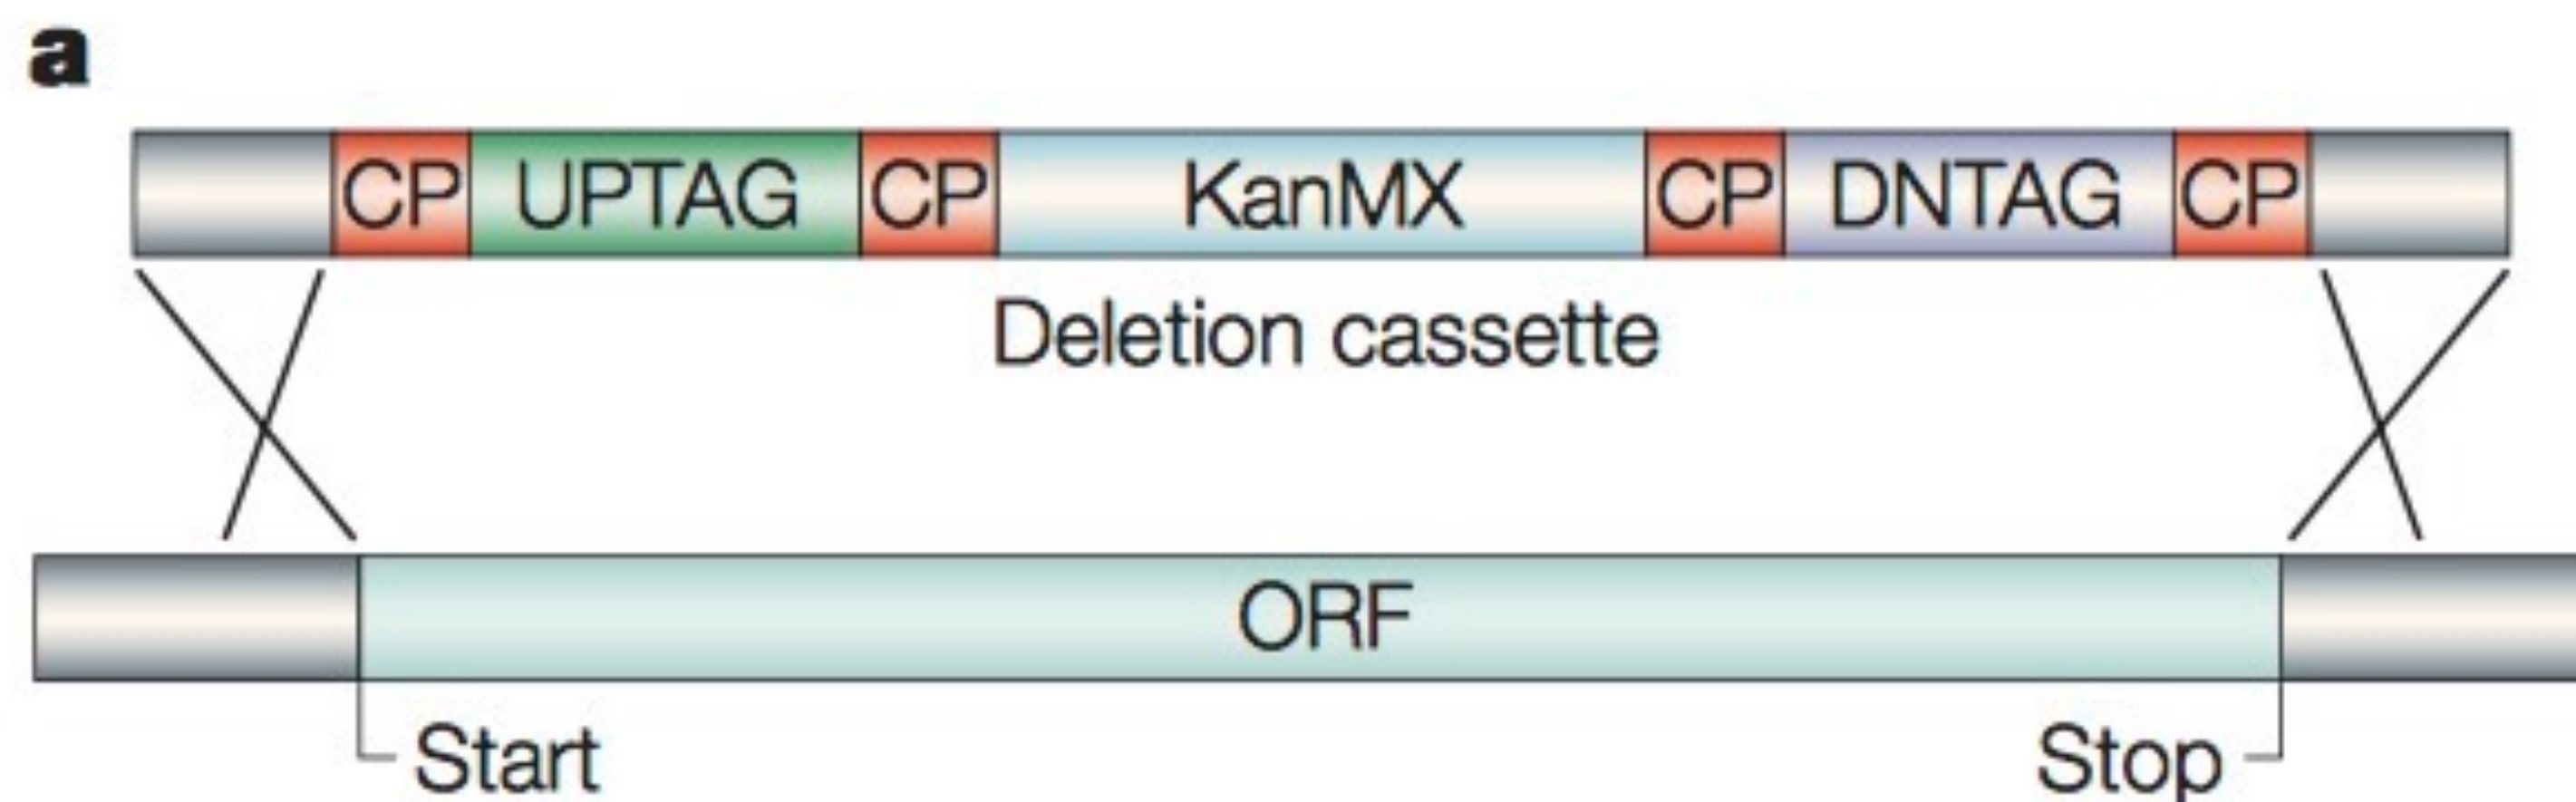 a
CP UPTAG CP KanMX CP DNTAG CP
Deletion cassette
ORF
Start Stop